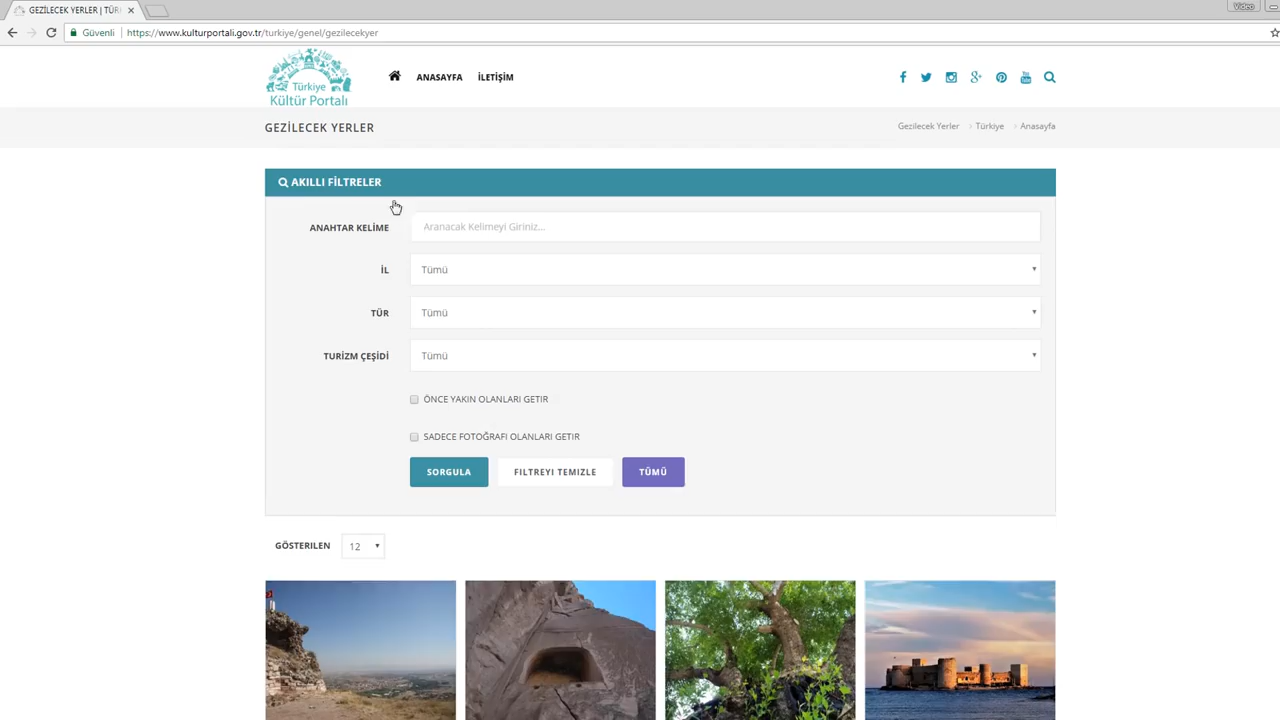 GEZİLECEK YERLER | TÜR
Video
Güvenli
https://www.kulturportali.gov.tr/turkiye/genel/gezilecekyer
Türkiye
Kültür Portalı
ANASAYFA
İLETİŞİM
GEZİLECEK YERLER
Gezilecek Yerler › Türkiye › Anasayfa
AKILLI FİLTRELER
ANAHTAR KELİME
Aranacak Kelimeyi Giriniz...
İL
Tümü
TÜR
Tümü
TURİZM ÇEŞİDİ
Tümü
ÖNCE YAKIN OLANLARI GETIR
SADECE FOTOĞRAFI OLANLARI GETIR
SORGULA
FILTREYI TEMIZLE
TÜMÜ
GÖSTERILEN
12